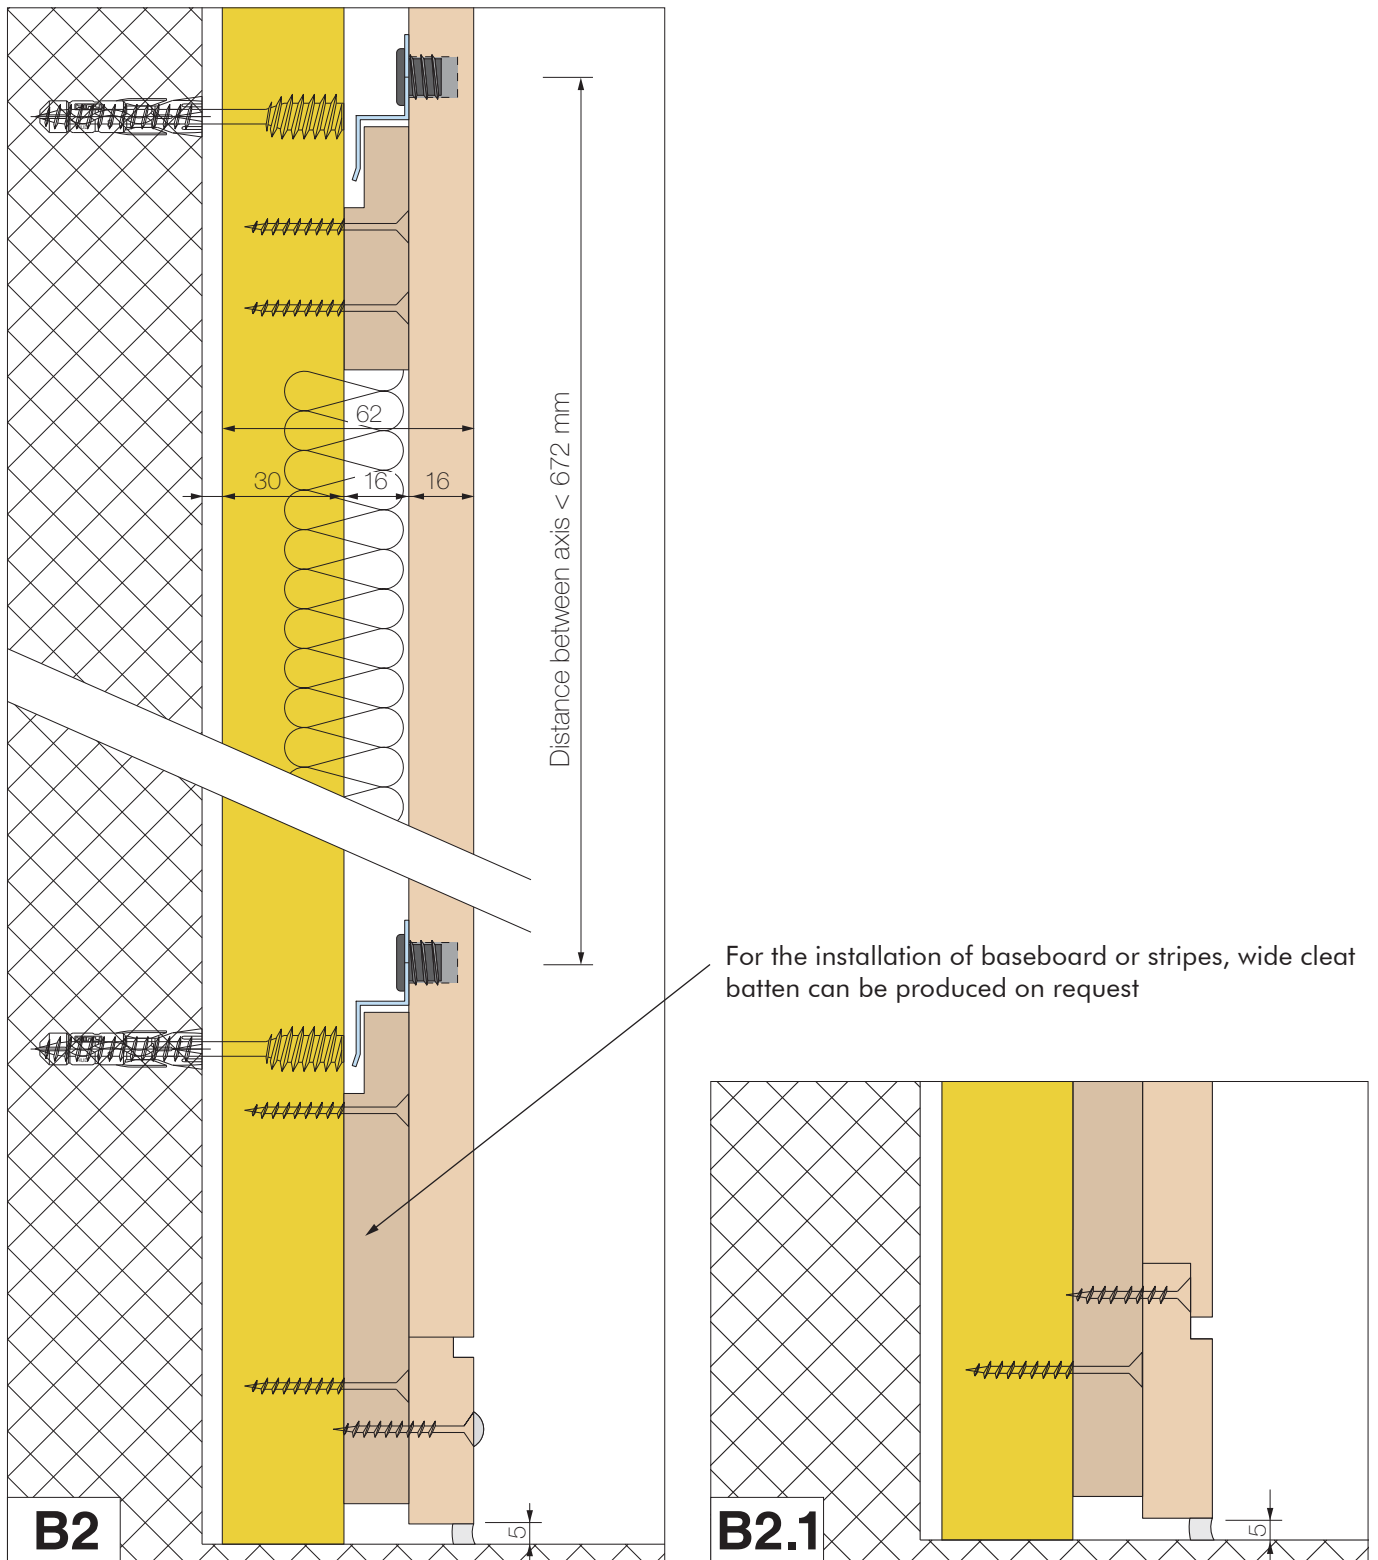 62
30
16
16
Distance between axis < 672 mm
For the installation of baseboard or stripes, wide cleat
batten can be produced on request
5
B2
5
B2.1